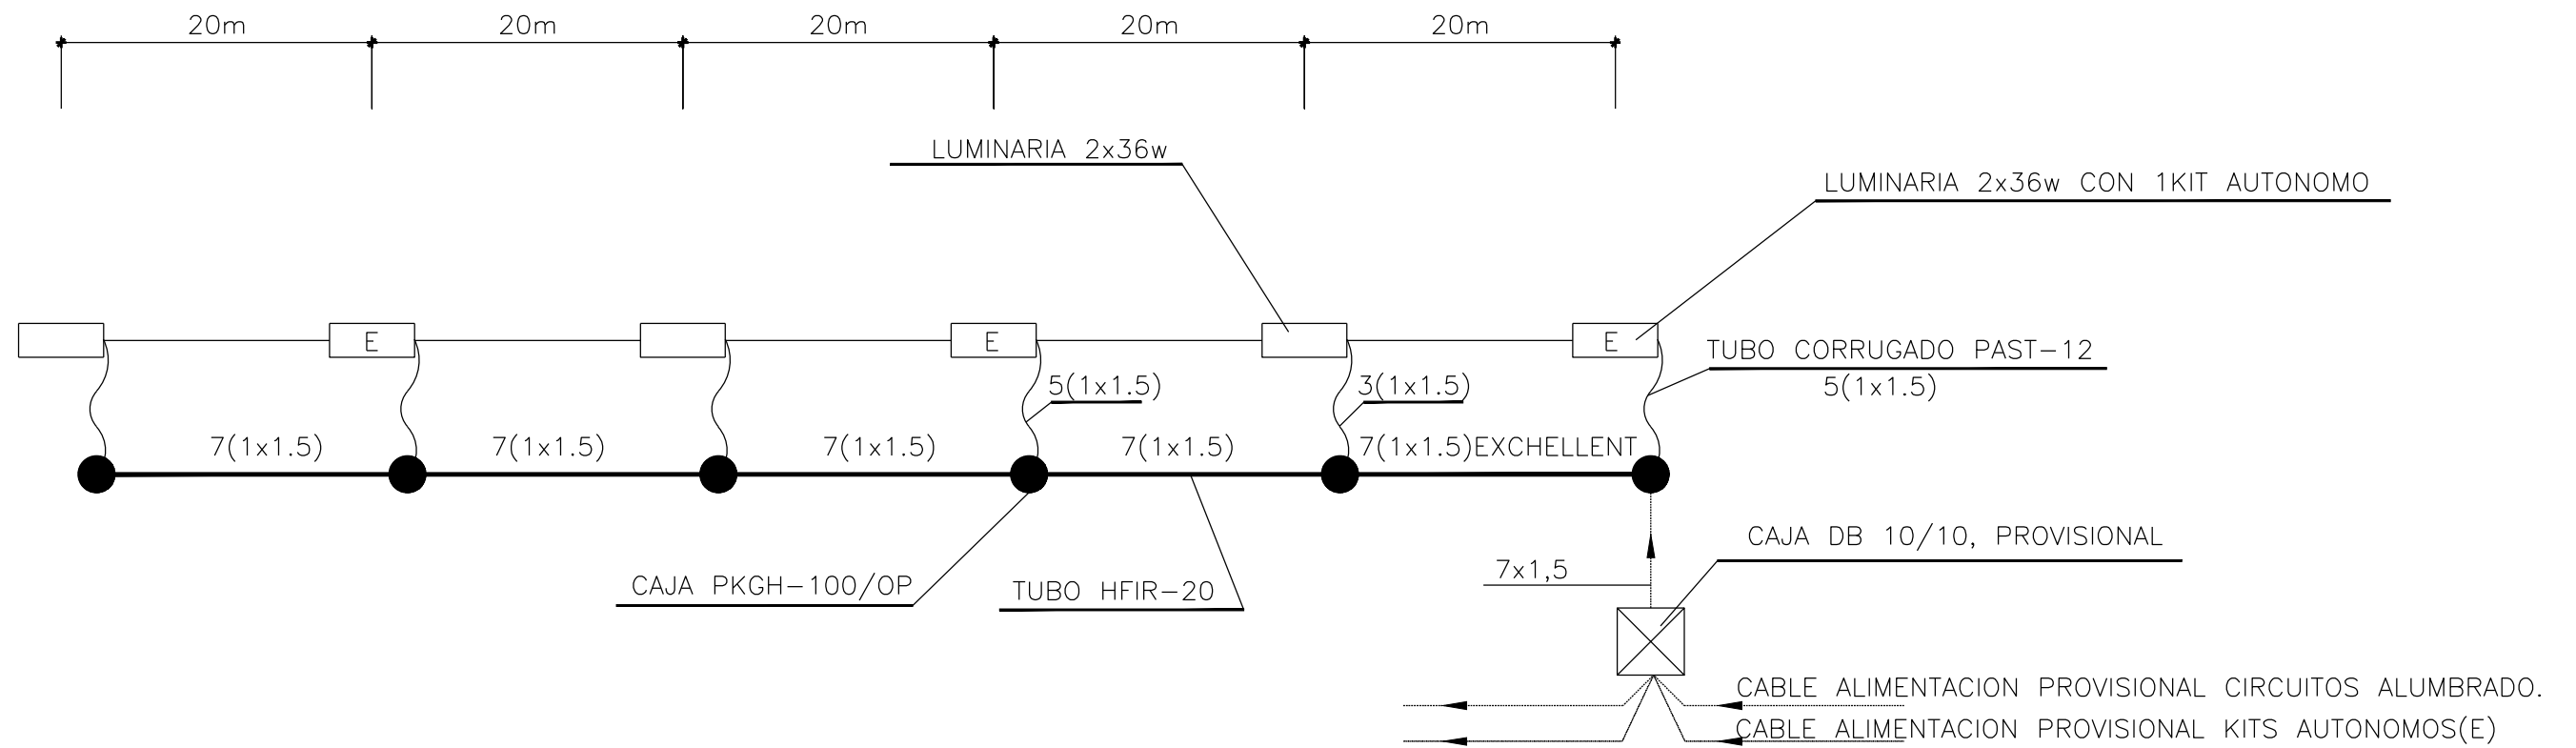 20m 20m 20m 20m 20m
LUMINARIA 2x36w
LUMINARIA 2x36w CON 1KIT AUTONOMO
E E E
TUBO CORRUGADO PAST-12
5(1x1.5) 3(1x1.5) 5(1x1.5)
7(1x1.5) 7(1x1.5) 7(1x1.5) 7(1x1.5) 7(1x1.5)EXCHELLENT
CAJA DB 10/10, PROVISIONAL
7x1,5
CAJA PKGH-100/OP TUBO HFIR-20
CABLE ALIMENTACION PROVISIONAL CIRCUITOS ALUMBRADO.
CABLE ALIMENTACION PROVISIONAL KITS AUTONOMOS(E)